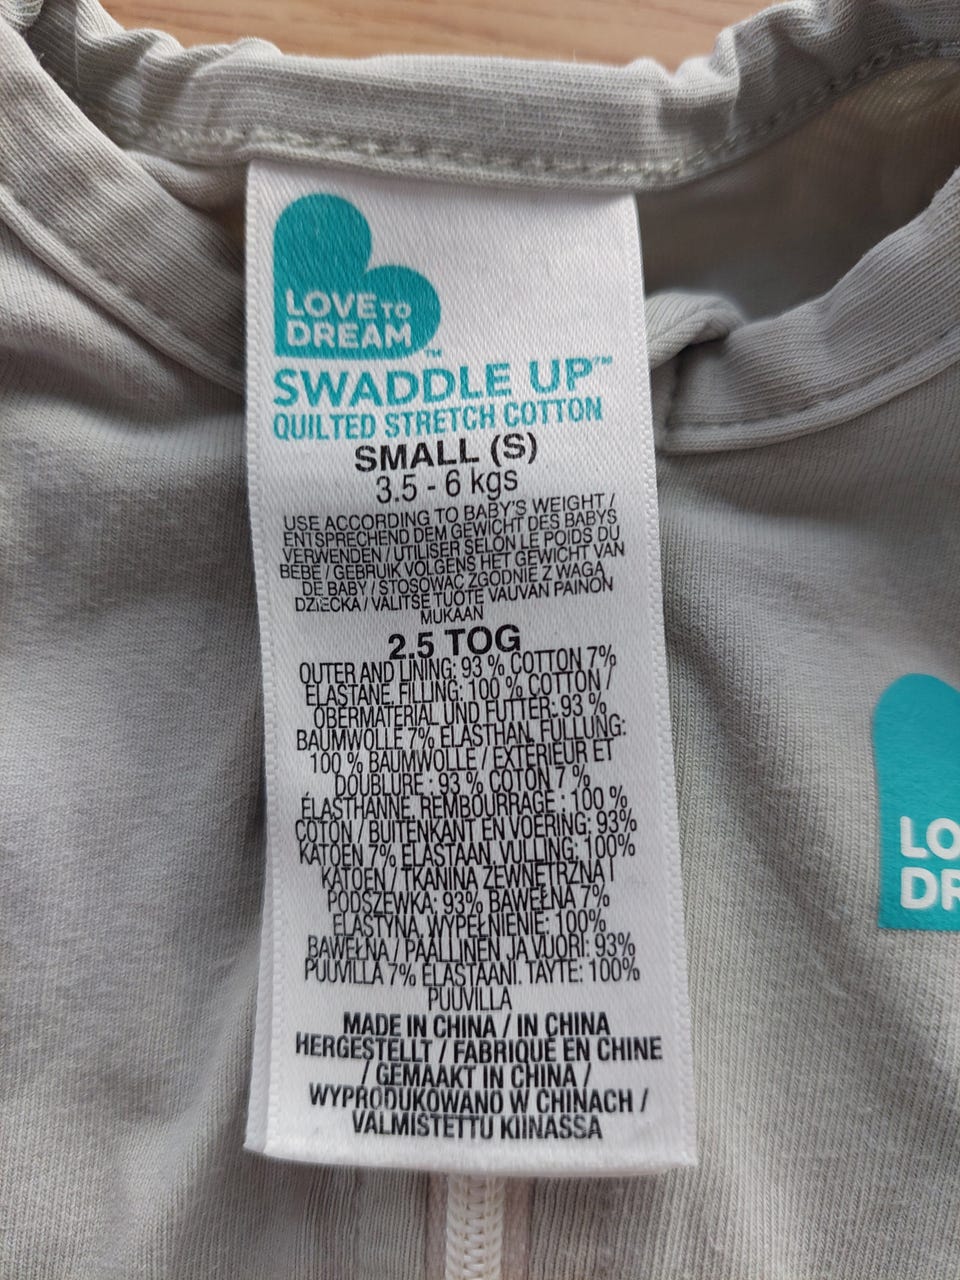 LOVE TO
DREAM™
SWADDLE UP™
QUILTED STRETCH COTTON
SMALL (S)
3.5 - 6 kgs
USE ACCORDING TO BABY'S WEIGHT /
ENTSPRECHEND DEM GEWICHT DES BABYS
VERWENDEN / UTILISER SELON LE POIDS DU
BÉBÉ / GEBRUIK VOLGENS HET GEWICHT VAN
DE BABY / STOSOWAĆ ZGODNIE Z WAGĄ
DZIECKA / VALITSE TUOTE VAUVAN PAINON
MUKAAN
2.5 TOG
OUTER AND LINING: 93 % COTTON 7%
ELASTANE. FILLING: 100 % COTTON /
OBERMATERIAL UND FUTTER: 93 %
BAUMWOLLE 7% ELASTHAN, FÜLLUNG:
100 % BAUMWOLLE / EXTÉRIEUR ET
DOUBLURE : 93 % COTON 7 %
ÉLASTHANNE, REMBOURRAGE : 100 %
COTON / BUITENKANT EN VOERING: 93%
KATOEN 7% ELASTAAN, VULLING: 100%
KATOEN / TKANINA ZEWNĘTRZNA I
PODSZEWKA: 93% BAWEŁNA 7%
ELASTYNA, WYPEŁNIENIE: 100%
BAWEŁNA / PÄÄLLINEN JA VUORI: 93%
PUUVILLA 7% ELASTAANI. TÄYTE: 100%
PUUVILLA
MADE IN CHINA / IN CHINA
HERGESTELLT / FABRIQUÉ EN CHINE
/ GEMAAKT IN CHINA /
WYPRODUKOWANO W CHINACH /
VALMISTETTU KIINASSA
LO
DR